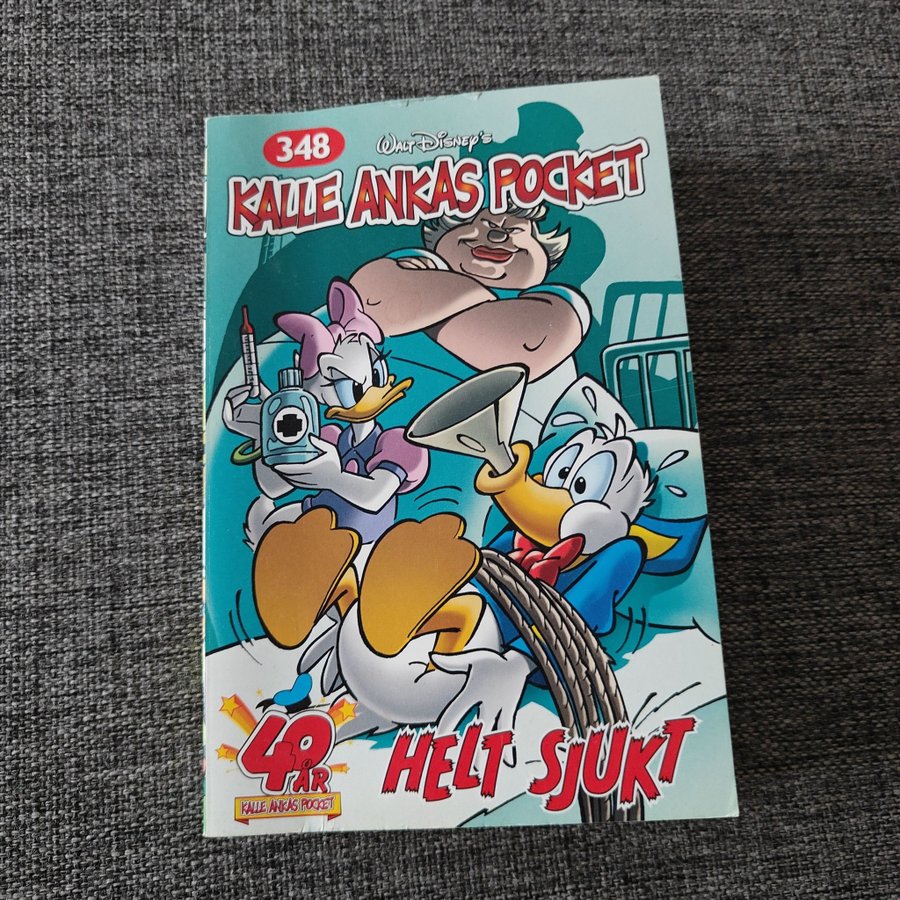 348
WALT DISNEY'S
KALLE ANKAS POCKET
40
ÅR
KALLE ANKAS POCKET
HELT SJUKT